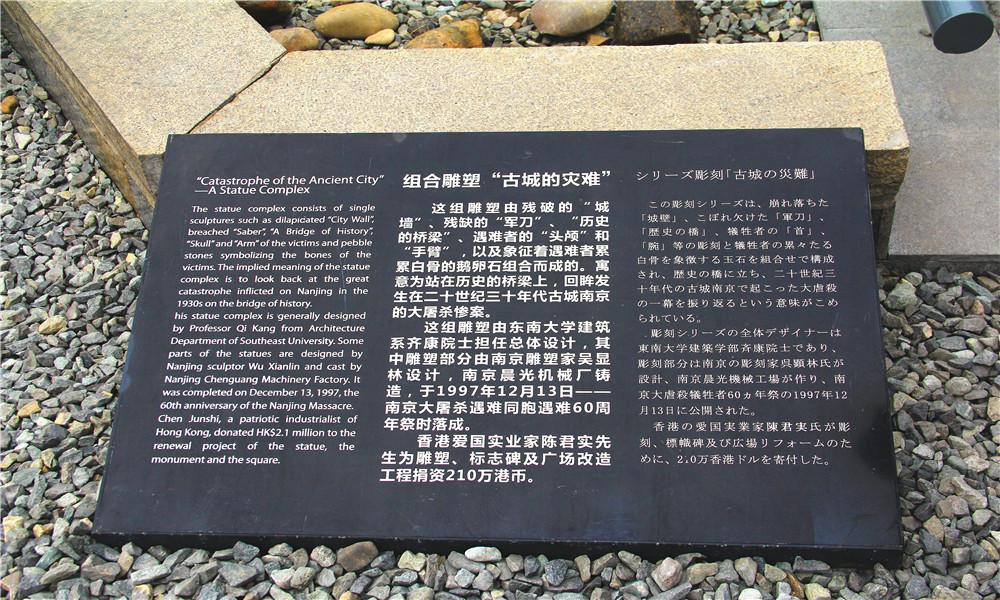 “Catastrophe of the Ancient City”
—A Statue Complex
The statue complex consists of single
sculptures such as dilapidated “City Wall”,
breached “Saber”, “A Bridge of History”,
“Skull” and “Arm” of the victims and pebble
stones symbolizing the bones of the
victims. The implied meaning of the statue
complex is to look back at the great
catastrophe inflicted on Nanjing in the
1930s on the bridge of history.
his statue complex is generally designed
by Professor Qi Kang from Architecture
Department of Southeast University. Some
parts of the statues are designed by
Nanjing sculptor Wu Xianlin and cast by
Nanjing Chenguang Machinery Factory. It
was completed on December 13, 1997, the
60th anniversary of the Nanjing Massacre.
Chen Junshi, a patriotic industrialist of
Hong Kong, donated HK$2.1 million to the
renewal project of the statue, the
monument and the square.
组合雕塑“古城的灾难”
这组雕塑由残破的“城
墙”、残缺的“军刀”、“历史
的桥梁”、遇难者的“头颅”和
“手臂”，以及象征着遇难者累
累白骨的鹅卵石组合而成的。寓
意为站在历史的桥梁上，回眸发
生在二十世纪三十年代古城南京
的大屠杀惨案。
这组雕塑由东南大学建筑
系齐康院士担任总体设计，其
中雕塑部分由南京雕塑家吴显
林设计，南京晨光机械厂铸
造，于1997年12月13日——
南京大屠杀遇难同胞遇难60周
年祭时落成。
香港爱国实业家陈君实先
生为雕塑、标志碑及广场改造
工程捐资210万港币。
シリーズ彫刻「古城の災難」
この彫刻シリーズは、崩れ落ちた
「城壁」、こぼれ欠けた「軍刀」、
「歴史の橋」、犠牲者の「首」、
「腕」等の彫刻と犠牲者の累々たる
白骨を象徴する玉石を組合せで構成
され、歴史の橋に立ち、二十世紀三
十年代の古城南京で起こった大虐殺
の一幕を振り返るという意味がこめ
られている。
彫刻シリーズの全体デザイナーは
東南大学建築学部斉康院士であり、
彫刻部分は南京の彫刻家呉顕林氏が
設計、南京晨光機械工場が作り、南
京大虐殺犠牲者60ヵ年祭の1997年12
月13日に公開された。
香港の愛国実業家陳君実氏が彫
刻、標幟碑及び広場リフォームのた
めに、2.0万香港ドルを寄付した。